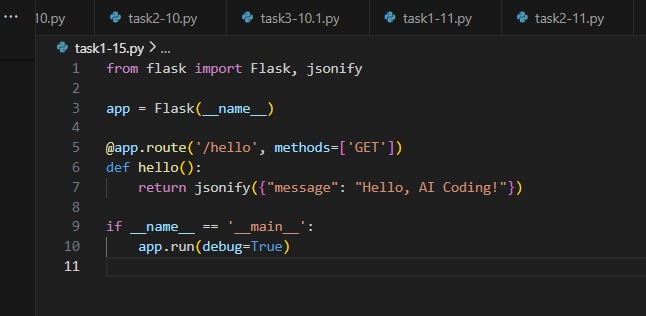 ... 10.py task2-10.py task3-10.1.py task1-11.py task2-11.py
task1-15.py > ...
1 from flask import Flask, jsonify
2
3 app = Flask(__name__)
4
5 @app.route('/hello', methods=['GET'])
6 def hello():
7     return jsonify({"message": "Hello, AI Coding!"})
8
9 if __name__ == '__main__':
10     app.run(debug=True)
11